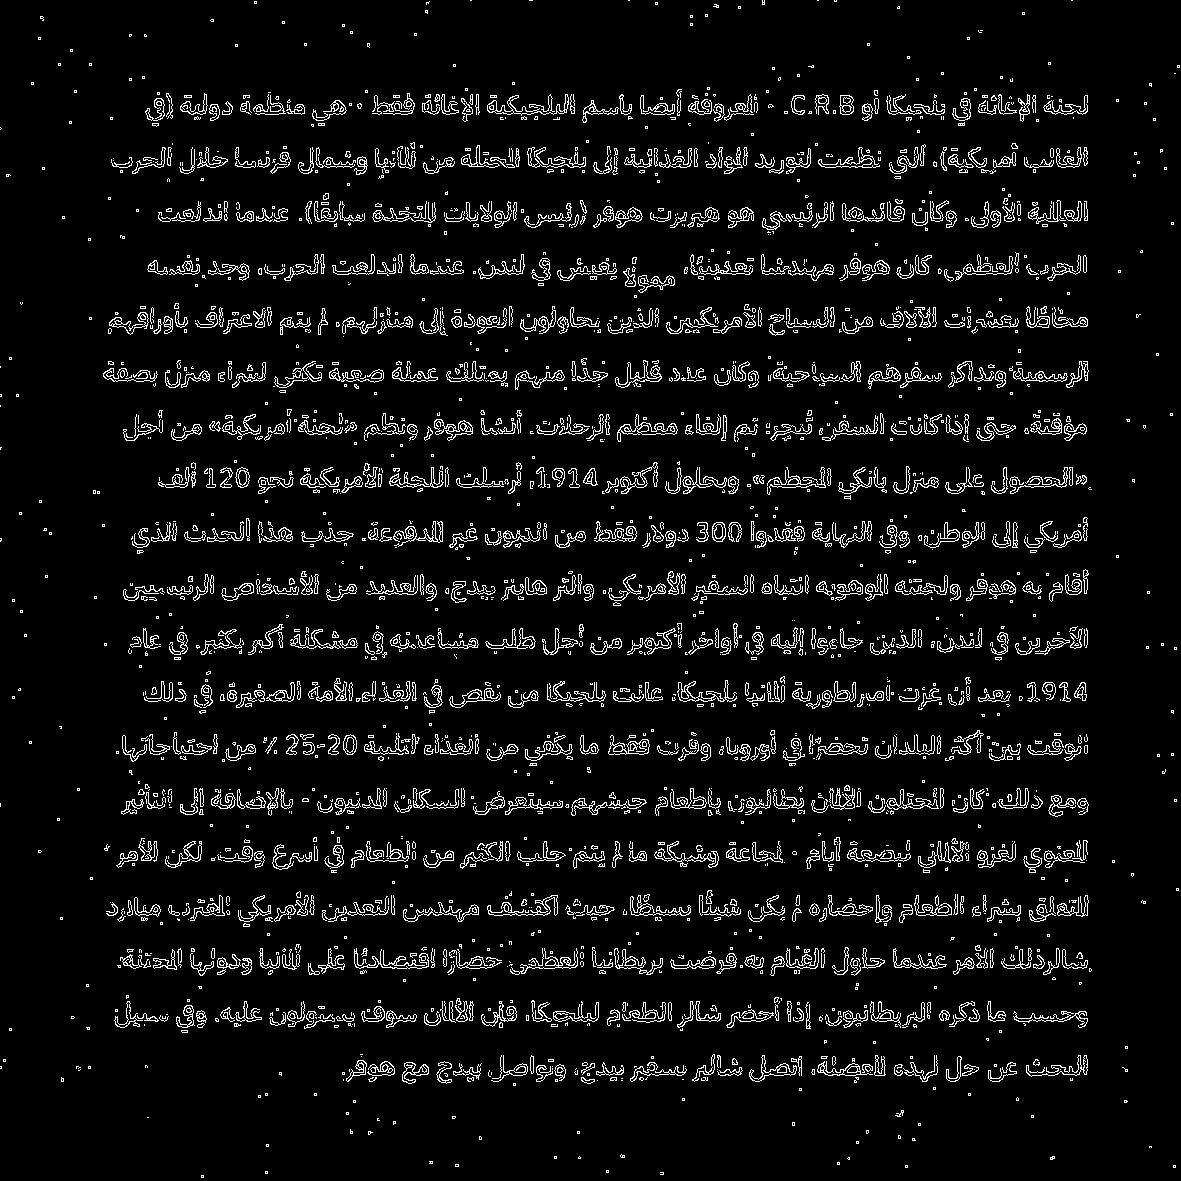 لجنة الإغاثة في بلجيكا أو C.R.B. - المعروفة أيضا باسم البلجيكية الإغاثة فقط - هي منظمة دولية (في
الغالب أمريكية). التي نظمت لتوريد المواد الغذائية إلى بلجيكا المحتلة من ألمانيا وشمال فرنسا خلال الحرب
العالمية الأولى. وكان قائدها الرئيسي هو هيربرت هوفر (رئيس الولايات المتحدة سابقًا). عندما اندلعت
الحرب العظمى، كان هوفر مهندسًا تعدينيًا، ممولًا يعيش في لندن. عندما اندلعت الحرب، وجد نفسه
محاطًا بعشرات الآلاف من السياح الأمريكيين الذين يحاولون العودة إلى منازلهم. لم يتم الاعتراف بأوراقهم
الرسمية وتذاكر سفرهم السياحية، وكان عند قليل جدًا منهم يمتلك عملة صعبة تكفي لشراء منزل بصفة
مؤقتة، حتى إذا كانت السفن تُبحِر؛ تم إلغاء معظم الرحلات. أنشأ هوفر ونظم «لجنة أمريكية» من أجل
«الحصول على منزل يانكي المحطم». وبحلول أكتوبر 1914، أرسلت اللجنة الأمريكية نحو 120 ألف
أمريكي إلى الوطن، وفي النهاية فقدوا 300 دولار فقط من الديون غير المدفوعة. جذب هذا الحدث الذي
أقام به هوفر ولجنته الموهوبه انتباه السفير الأمريكي. والتر هاينز بيدج، والعديد من الأشخاص الرئيسيين
الآخرين في لندن، الذين جاءوا إليه في أواخر أكتوبر من أجل طلب مساعدته في مشكلة أكبر بكثير. في عام
1914، بعد أن غزت أمبراطورية ألمانيا بلجيكا، عانت بلجيكا من نقص في الغذاء.الأمة الصغيرة، في ذلك
الوقت بين أكثر البلدان تحضرًا في أوروبا، وفرت فقط ما يكفي من الغذاء لتلبية 20-25 ٪ من احتياجاتها.
ومع ذلك، كان المحتلون الألمان يُطالبون بإطعام جيشهم.سيتعرض السكان المدنيون - بالإضافة إلى التأثير
المعنوي لغزو الألماني لبضعة أيام - لمجاعة وشيكة ما لم يتم جلب الكثير من الطعام في أسرع وقت. لكن الأمر
المتعلق بشراء الطعام وإحضاره لم يكن شيئًا بسيطًا، حيث اكتشف مهندس التعدين الأمريكي المغترب ميلارد
شالرذلك الأمر عندما حاول القيام به.فرضت بريطانيا العظمى حصارًا اقتصاديًا على ألمانيا ودولها المحتلة.
وحسب ما ذكره البريطانيون، إذا أحضر شالر الطعام لبلجيكا، فإن الألمان سوف يستولون عليه. وفي سبيل
البحث عن حل لهذه المعضلة، اتصل شالير بسفير بيدج، وتواصل بيدج مع هوفر.